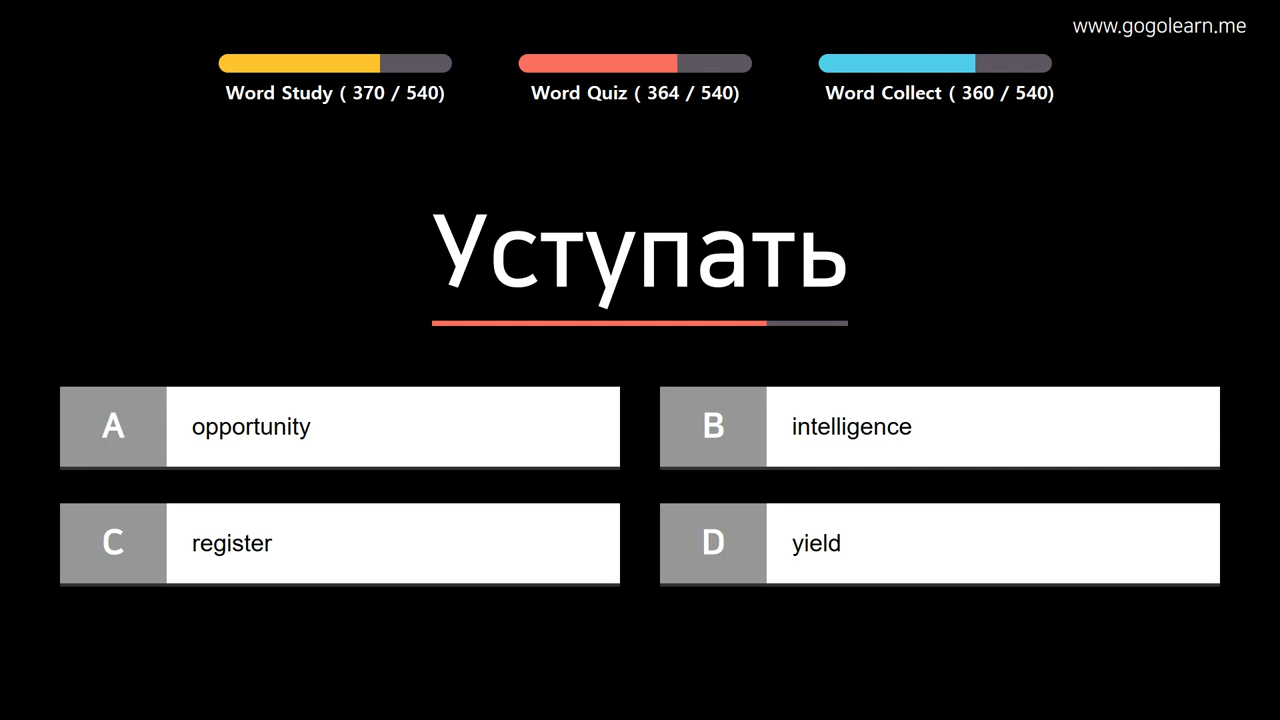 www.gogolearn.me
Word Study ( 370 / 540)
Word Quiz ( 364 / 540)
Word Collect ( 360 / 540)
Уступать
A opportunity
B intelligence
C register
D yield